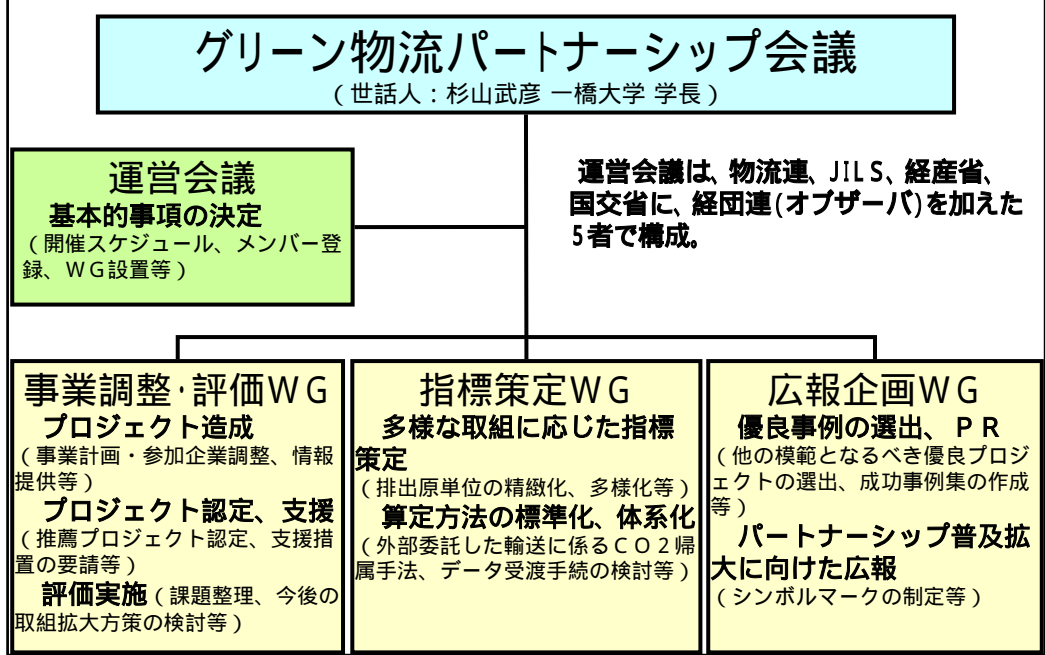 グリーン物流パートナーシップ会議
(世話人:杉山武彦 一橋大学 学長)
運営会議
基本的事項の決定
(開催スケジュール、メンバー登
録、WG設置等)
運営会議は、物流連、JILS、経産省、
国交省に、経団連(オブザーバ)を加えた
5者で構成。
事業調整・評価WG
プロジェクト造成
(事業計画・参加企業調整、情報
提供等)
プロジェクト認定、支援
(推薦プロジェクト認定、支援措
置の要請等)
評価実施(課題整理、今後の
取組拡大方策の検討等)
指標策定WG
多様な取組に応じた指標
策定
(排出原単位の精緻化、多様化等)
算定方法の標準化、体系化
(外部委託した輸送に係るCO2帰
属手法、データ受渡手続の検討等)
広報企画WG
優良事例の選出、PR
(他の模範となるべき優良プロジ
ェクトの選出、成功事例集の作成
等)
パートナーシップ普及拡
大に向けた広報
(シンボルマークの制定等)